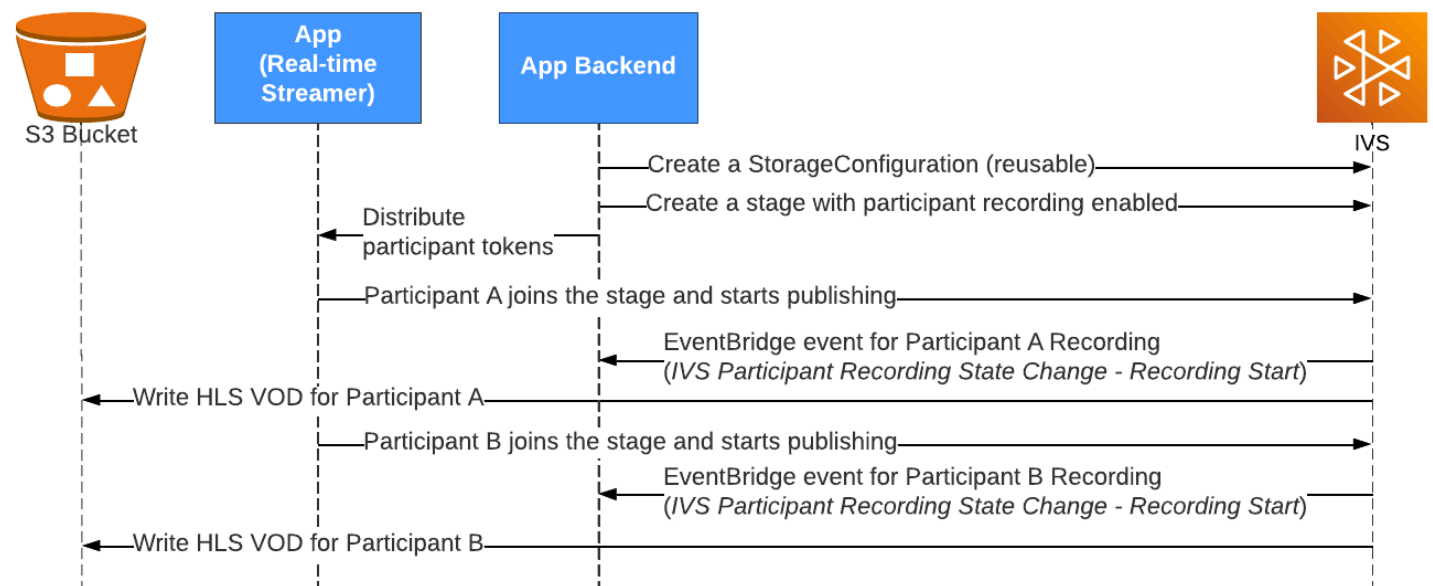 App
(Real-time
Streamer)
App Backend
S3 Bucket
IVS
Create a StorageConfiguration (reusable)
Create a stage with participant recording enabled
Distribute
participant tokens
Participant A joins the stage and starts publishing
EventBridge event for Participant A Recording
(IVS Participant Recording State Change - Recording Start)
Write HLS VOD for Participant A
Participant B joins the stage and starts publishing
EventBridge event for Participant B Recording
(IVS Participant Recording State Change - Recording Start)
Write HLS VOD for Participant B